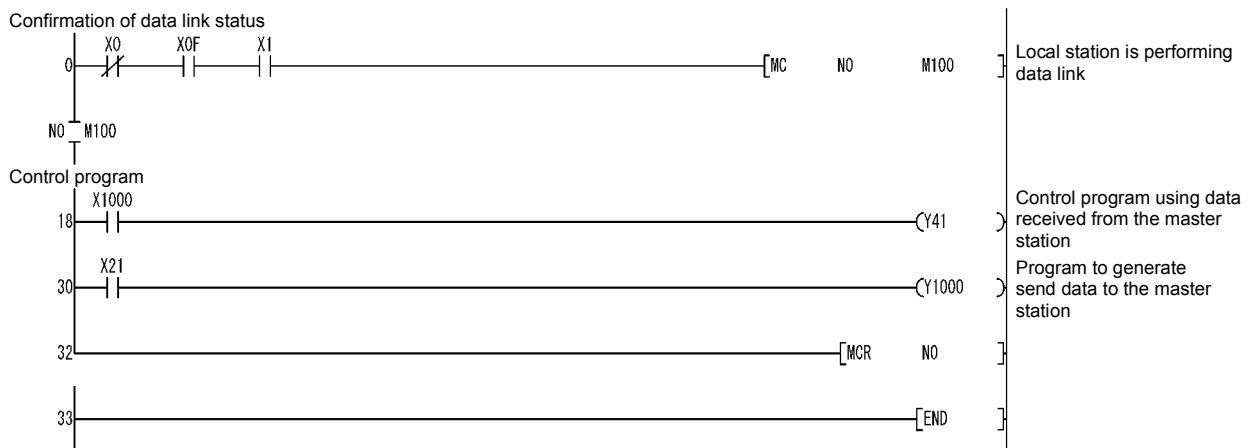 Confirmation of data link status
X0 X0F X1
0 MC N0 M100 Local station is performing
data link
N0 M100
Control program
X1000 Control program using data
18 Y41 received from the master
station
X21 Program to generate
30 Y1000 send data to the master
station
32 MCR N0
33 END